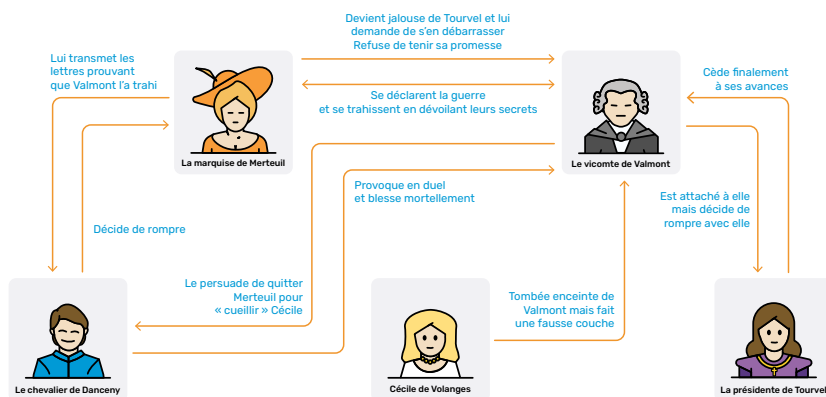 Devient jalouse de Tourvel et lui
demande de s'en débarrasser
Refuse de tenir sa promesse
Lui transmet les
lettres prouvant
que Valmont l'a trahi
Cède finalement
à ses avances
Se déclarent la guerre
et se trahissent en dévoilant leurs secrets
La marquise de Merteuil
Le vicomte de Valmont
Provoque en duel
et blesse mortellement
Est attaché à elle
mais décide de
rompre avec elle
Décide de rompre
Le persuade de quitter
Merteuil pour
« cueillir » Cécile
Tombée enceinte de
Valmont mais fait
une fausse couche
Le chevalier de Danceny
Cécile de Volanges
La présidente de Tourvel